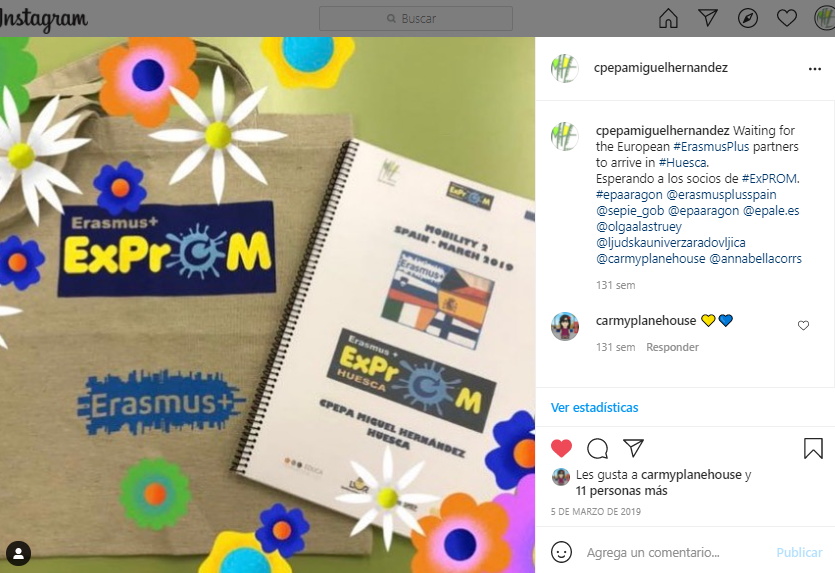 Instagram
Buscar
Erasmus+
ExPrOM
Erasmus+
ExPrOM
MOBILITY 2
SPAIN - MARCH 2019
Erasmus+
Erasmus +
ExPrOM
HUESCA
CPEPA MIGUEL HERNÁNDEZ
HUESCA
EDUCA
cpepamiguelhernandez
cpepamiguelhernandez Waiting for
the European #ErasmusPlus partners
to arrive in #Huesca.
Esperando a los socios de #ExPROM.
#epaaragon @erasmusplusspain
@sepie_gob @epaaragon @epale.es
@olgaalastruey
@ljudskauniverzaradovljica
@carmyplanehouse @annabellacorrs
131 sem
carmyplanehouse 💛💙
131 sem Responder
Ver estadísticas
Les gusta a carmyplanehouse y
11 personas más
5 DE MARZO DE 2019
Agrega un comentario... Publicar